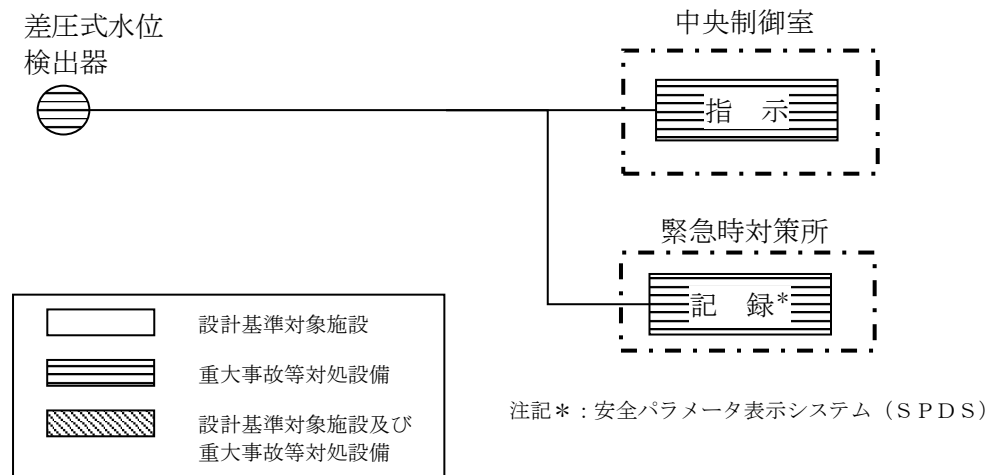 差圧式水位
検出器
中央制御室
指　示
緊急時対策所
記　録*
設計基準対象施設
重大事故等対処設備
設計基準対象施設及び
重大事故等対処設備
注記＊：安全パラメータ表示システム（ＳＰＤＳ）